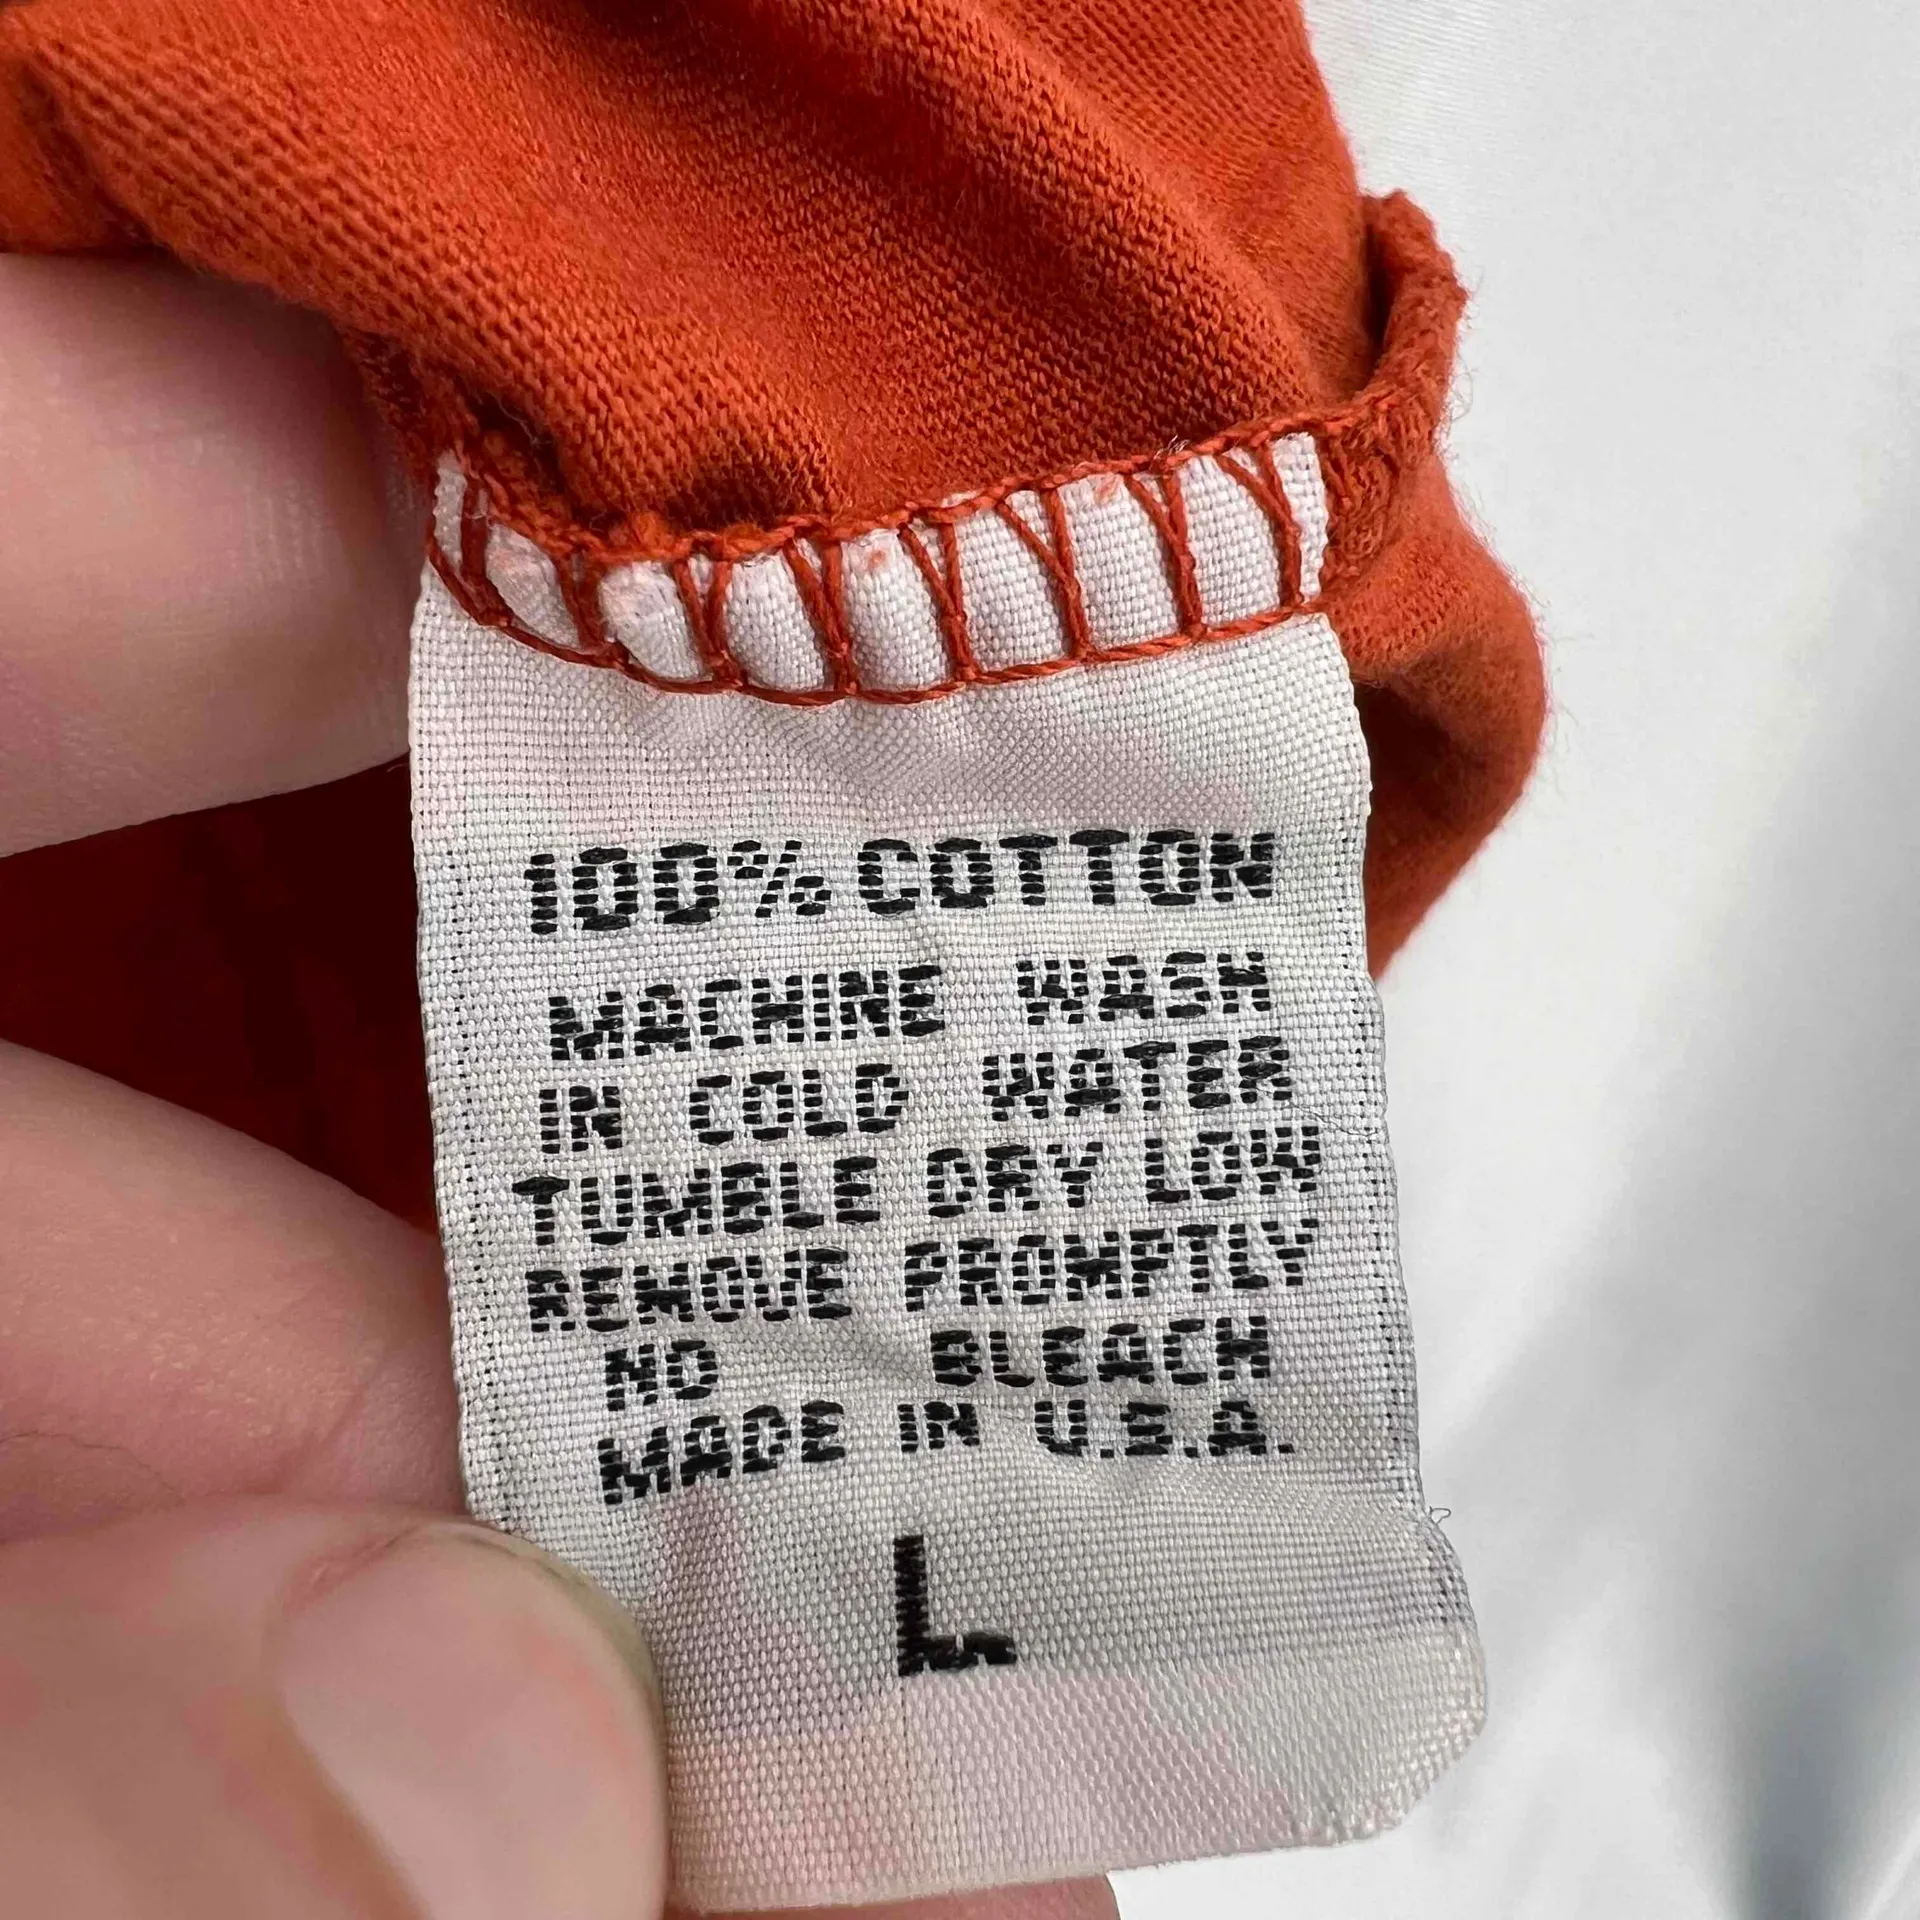 100% COTTON
MACHINE WASH
IN COLD WATER
TUMBLE DRY LOW
REMOVE PROMPTLY
NO BLEACH
MADE IN U.S.A.
L